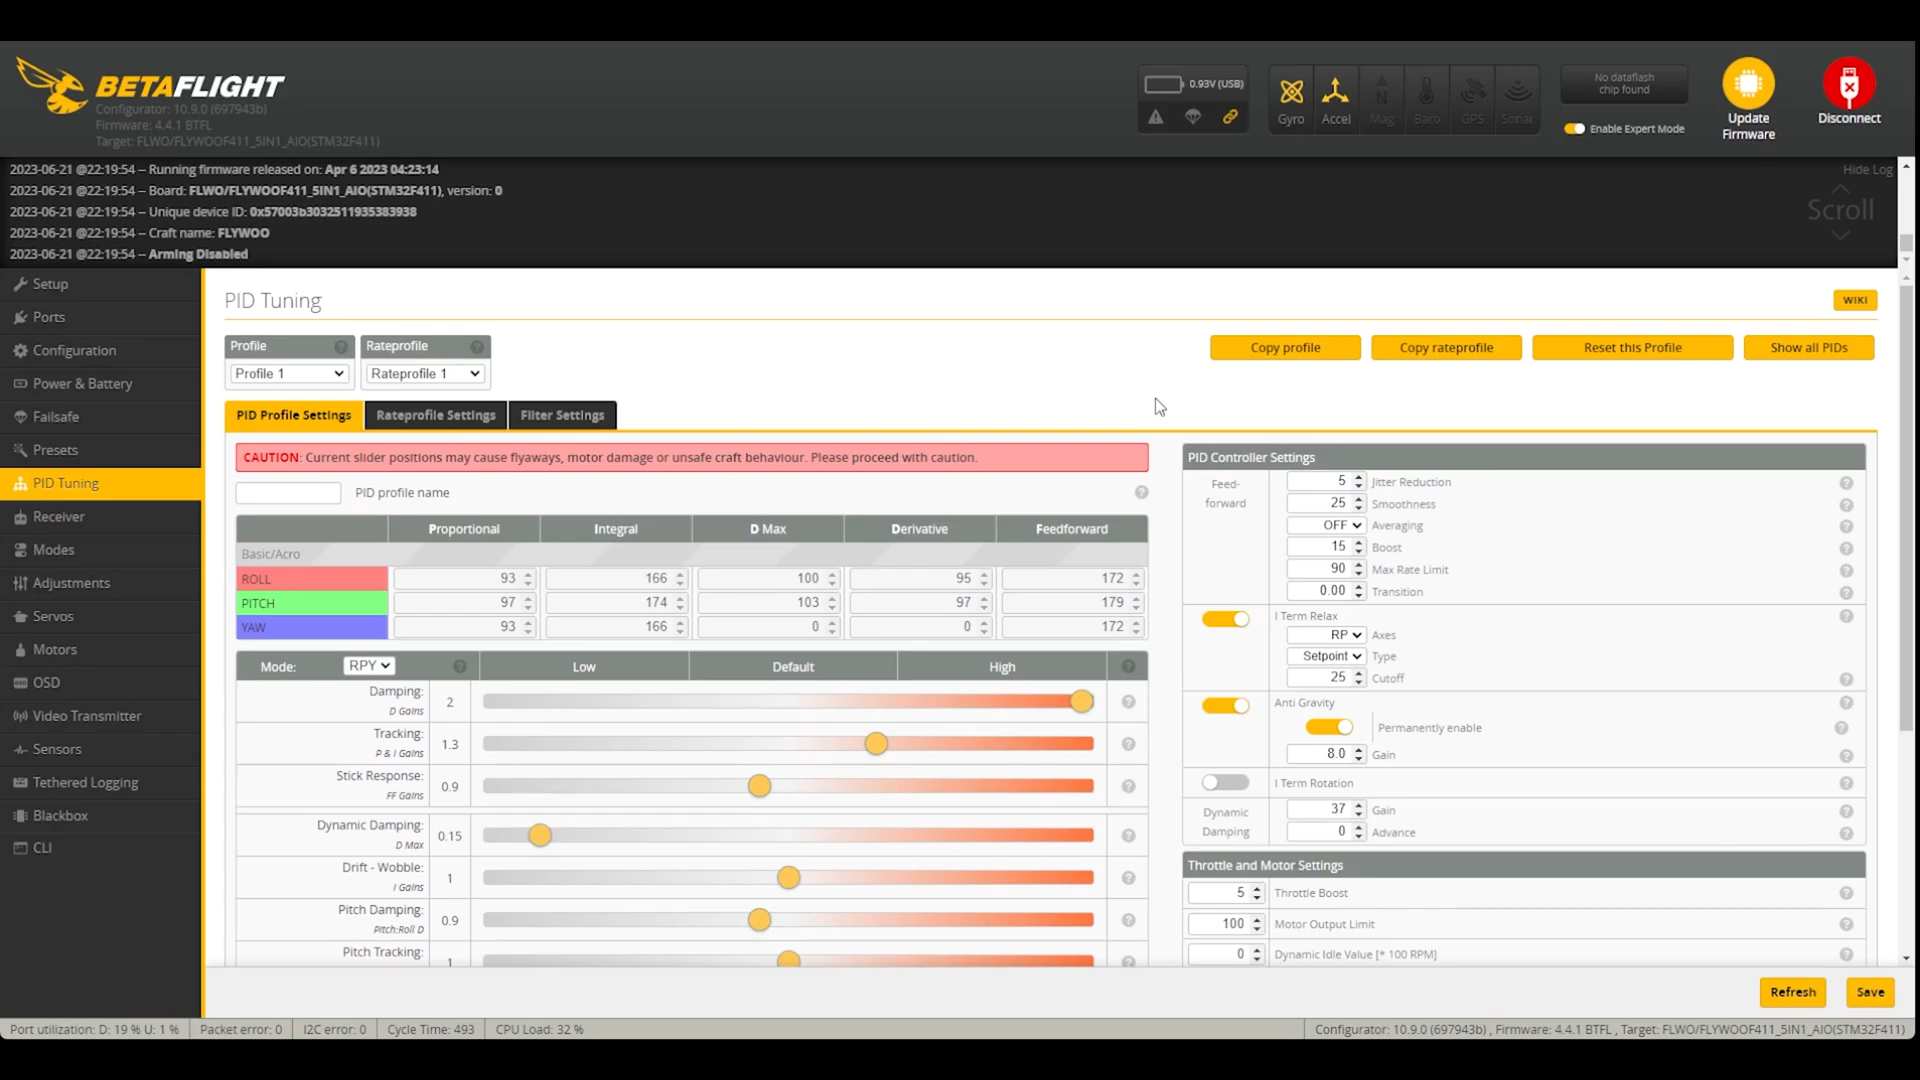 BETAFLIGHT
Configurator: 10.9.0 (697943b)
Firmware: 4.4.1 BTFL
Target: FLWO/FLYWOOF411_5IN1_AIO(STM32F411)
0.93V (USB)
Gyro
Accel
Mag
Baro
GPS
Sonar
No dataflash
chip found
Enable Expert Mode
Update
Firmware
Disconnect
2023-06-21 @22:19:54 -- Running firmware released on: Apr 6 2023 04:23:14
2023-06-21 @22:19:54 -- Board: FLWO/FLYWOOF411_5IN1_AIO(STM32F411), version: 0
2023-06-21 @22:19:54 -- Unique device ID: 0x57003b3032511935383938
2023-06-21 @22:19:54 -- Craft name: FLYWOO
2023-06-21 @22:19:54 -- Arming Disabled
Hide Log
Scroll
Setup
Ports
Configuration
Power & Battery
Failsafe
Presets
PID Tuning
Receiver
Modes
Adjustments
Servos
Motors
OSD
Video Transmitter
Sensors
Tethered Logging
Blackbox
CLI
PID Tuning
WIKI
Profile
Rateprofile
Profile 1
Rateprofile 1
Copy profile
Copy rateprofile
Reset this Profile
Show all PIDs
PID Profile Settings
Rateprofile Settings
Filter Settings
CAUTION: Current slider positions may cause flyaways, motor damage or unsafe craft behaviour. Please proceed with caution.
PID profile name
Proportional Integral D Max Derivative Feedforward
Basic/Acro
ROLL 93 166 100 95 172
PITCH 97 174 103 97 179
YAW 93 166 0 0 172
Mode: RPY Low Default High
Damping: 2
D Gains
Tracking: 1.3
P & I Gains
Stick Response: 0.9
FF Gains
Dynamic Damping: 0.15
D Max
Drift - Wobble: 1
I Gains
Pitch Damping: 0.9
Pitch:Roll D
Pitch Tracking: 1
PID Controller Settings
Feed-
forward
5 Jitter Reduction
25 Smoothness
OFF Averaging
15 Boost
90 Max Rate Limit
0.00 Transition
I Term Relax
RP Axes
Setpoint Type
25 Cutoff
Anti Gravity
Permanently enable
8.0 Gain
I Term Rotation
Dynamic
Damping
37 Gain
0 Advance
Throttle and Motor Settings
5 Throttle Boost
100 Motor Output Limit
0 Dynamic Idle Value [* 100 RPM]
Refresh
Save
Port utilization: D: 19 % U: 1 % Packet error: 0 I2C error: 0 Cycle Time: 493 CPU Load: 32 %
Configurator: 10.9.0 (697943b) , Firmware: 4.4.1 BTFL , Target: FLWO/FLYWOOF411_5IN1_AIO(STM32F411)